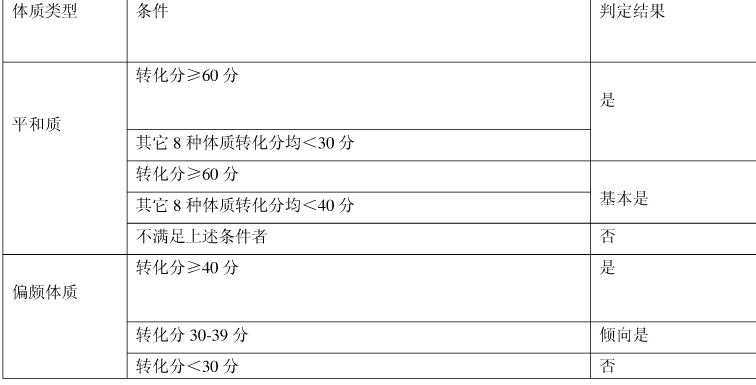 体质类型 条件 判定结果
转化分≥60 分
是
平和质
其它 8 种体质转化分均＜30 分
转化分≥60 分
基本是
其它 8 种体质转化分均＜40 分
不满足上述条件者 否
转化分≥40 分 是
偏颇体质
转化分 30-39 分 倾向是
转化分＜30 分 否